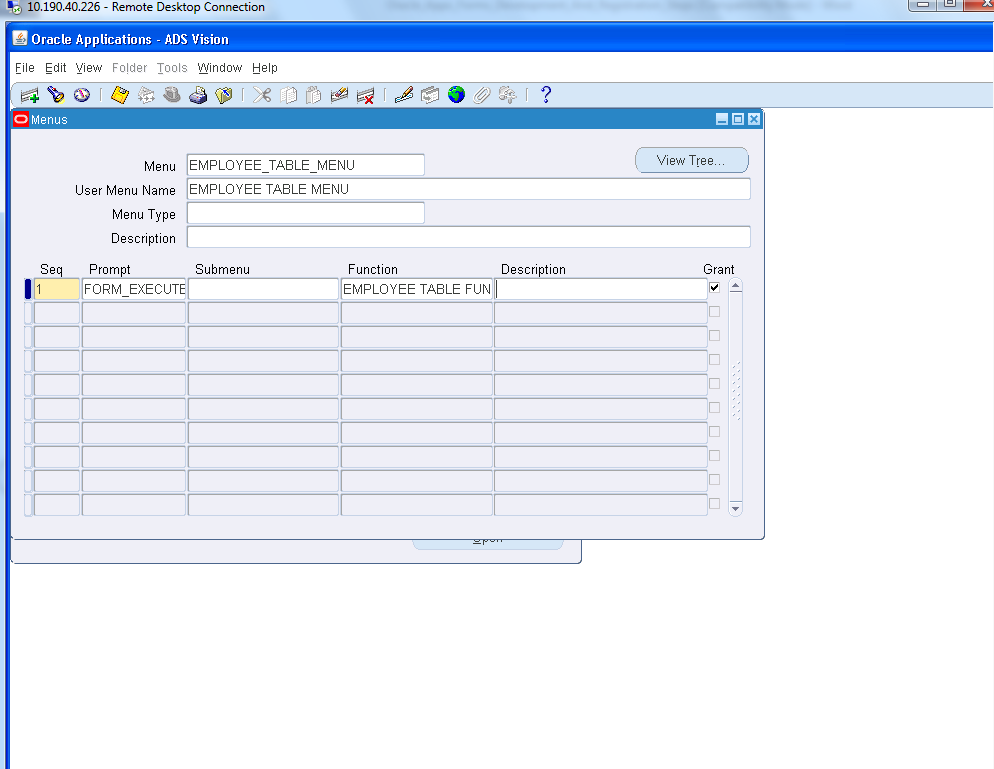 10.190.40.226 - Remote Desktop Connection
Oracle Applications - ADS Vision
File Edit View Folder Tools Window Help
?
Menus
Menu EMPLOYEE_TABLE_MENU View Tree...
User Menu Name EMPLOYEE TABLE MENU
Menu Type
Description
Seq Prompt Submenu Function Description Grant
1 FORM_EXECUTE EMPLOYEE TABLE FUN
Open